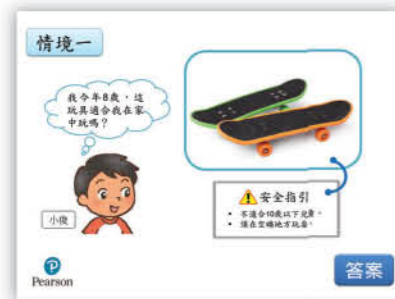 情境一
我今年8歲，這
玩具適合我在家
中玩嗎？
小俊
安全指引
• 不適合10歲以下兒童。
• 須在空曠地方玩耍。
Pearson
答案